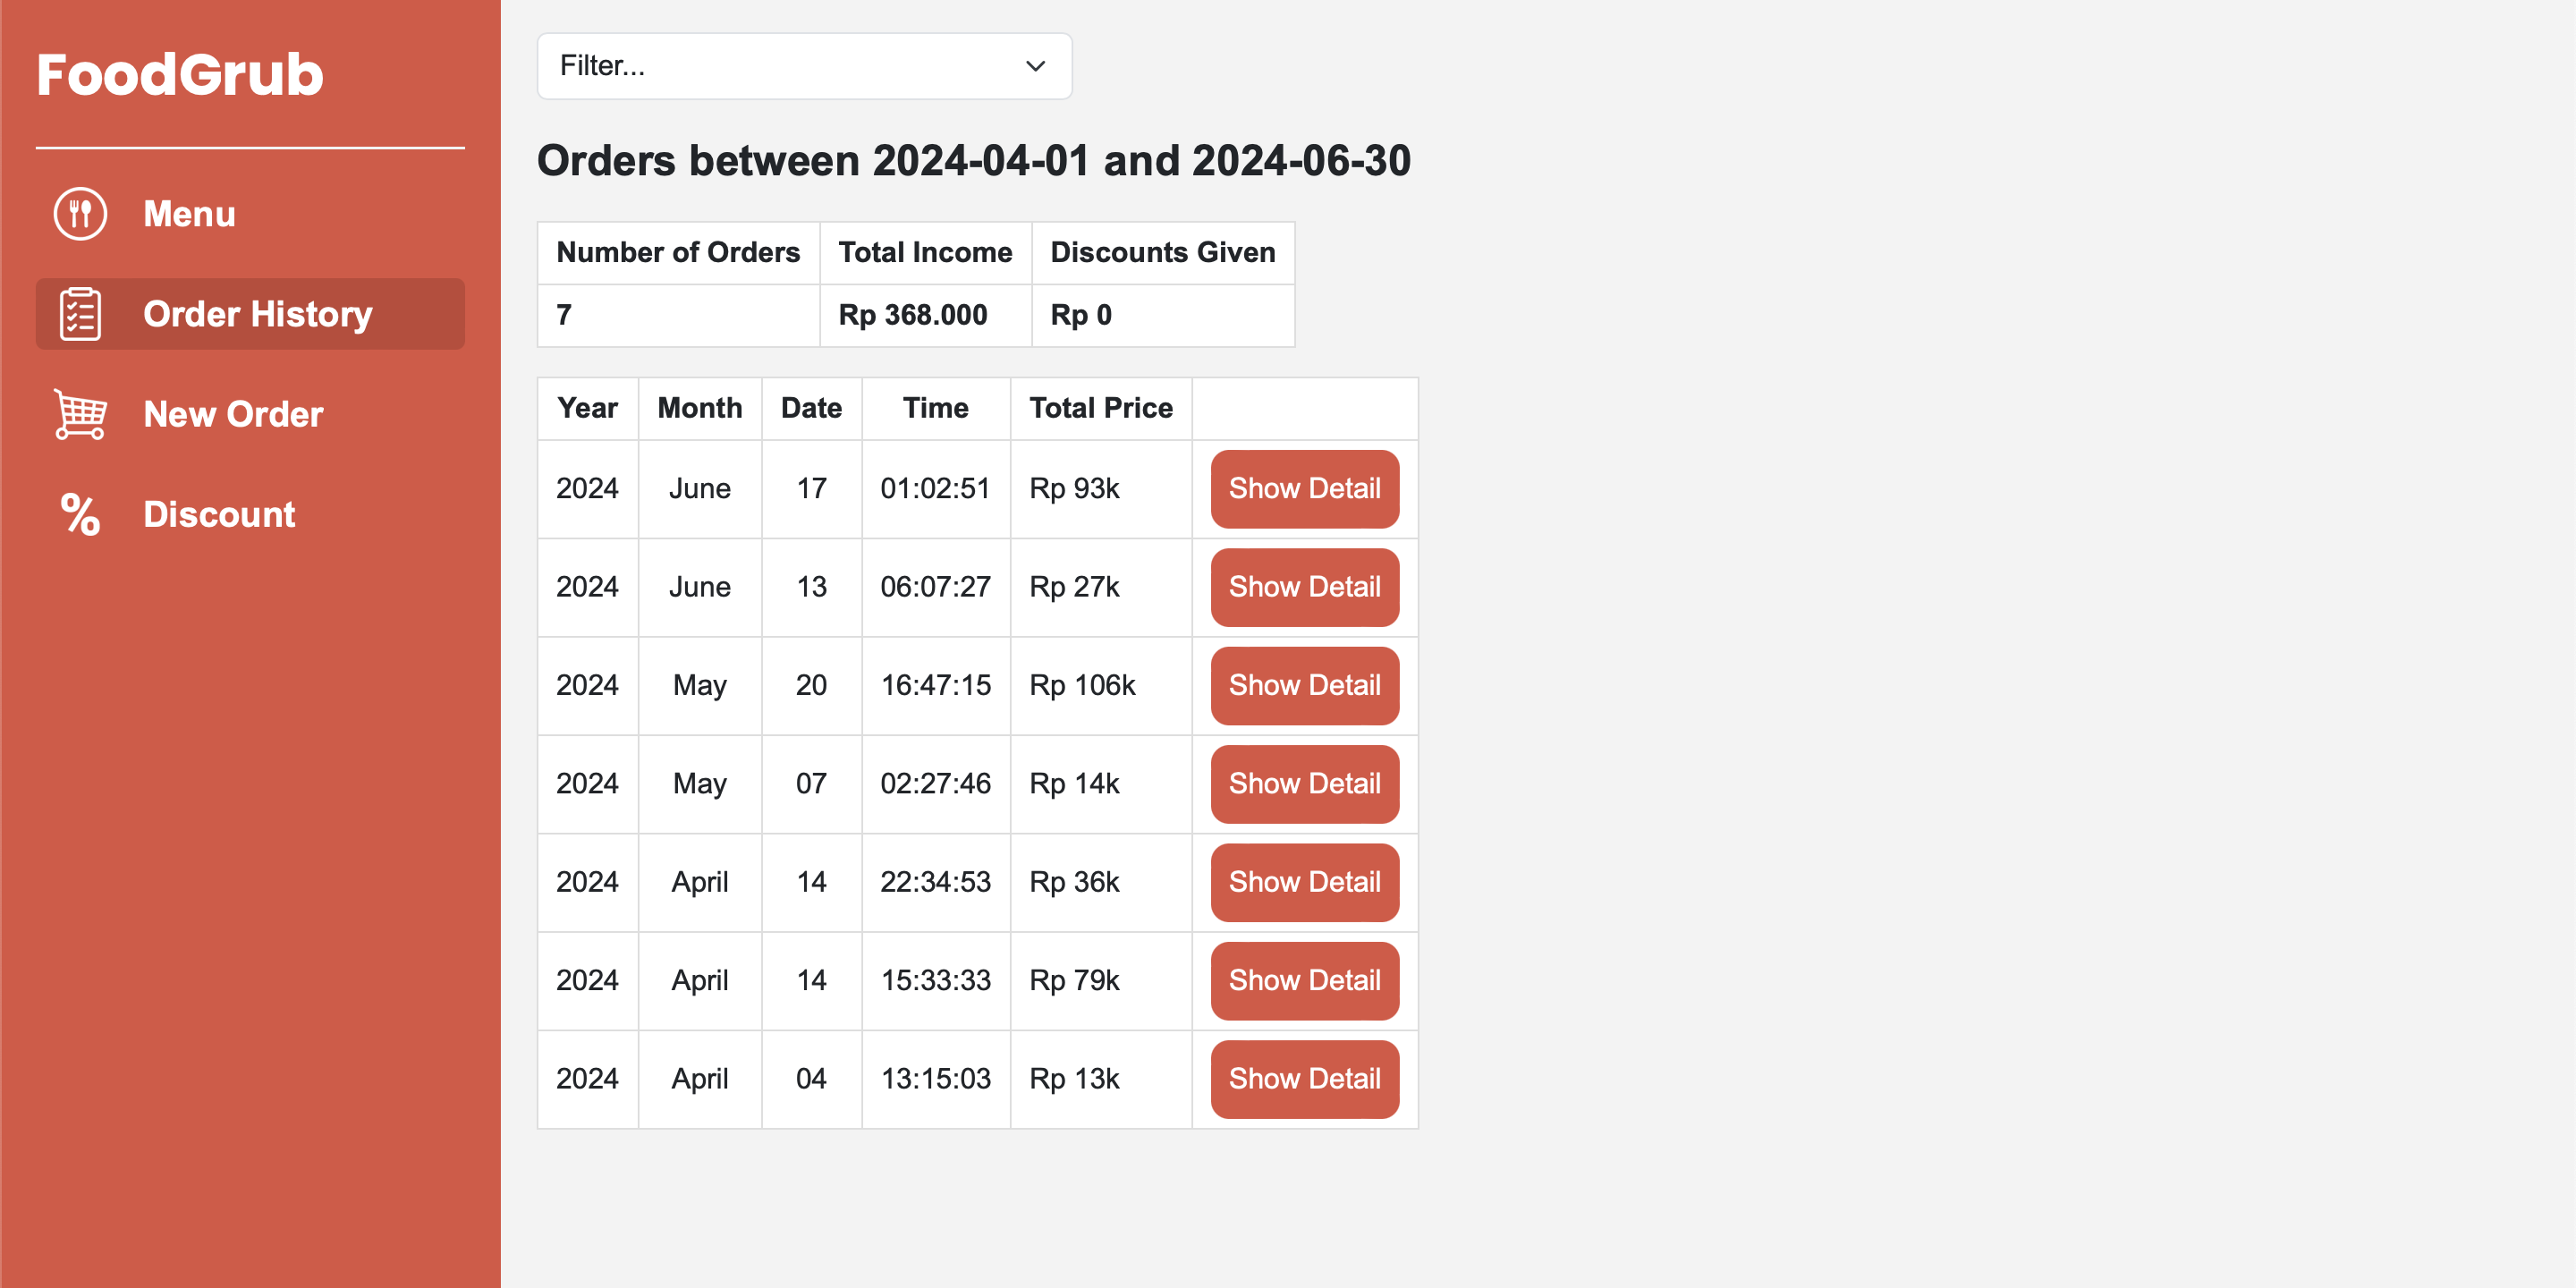 FoodGrub
Menu
Order History
New Order
% Discount
Filter...
Orders between 2024-04-01 and 2024-06-30
Number of Orders Total Income Discounts Given
7 Rp 368.000 Rp 0
Year Month Date Time Total Price
2024 June 17 01:02:51 Rp 93k Show Detail
2024 June 13 06:07:27 Rp 27k Show Detail
2024 May 20 16:47:15 Rp 106k Show Detail
2024 May 07 02:27:46 Rp 14k Show Detail
2024 April 14 22:34:53 Rp 36k Show Detail
2024 April 14 15:33:33 Rp 79k Show Detail
2024 April 04 13:15:03 Rp 13k Show Detail